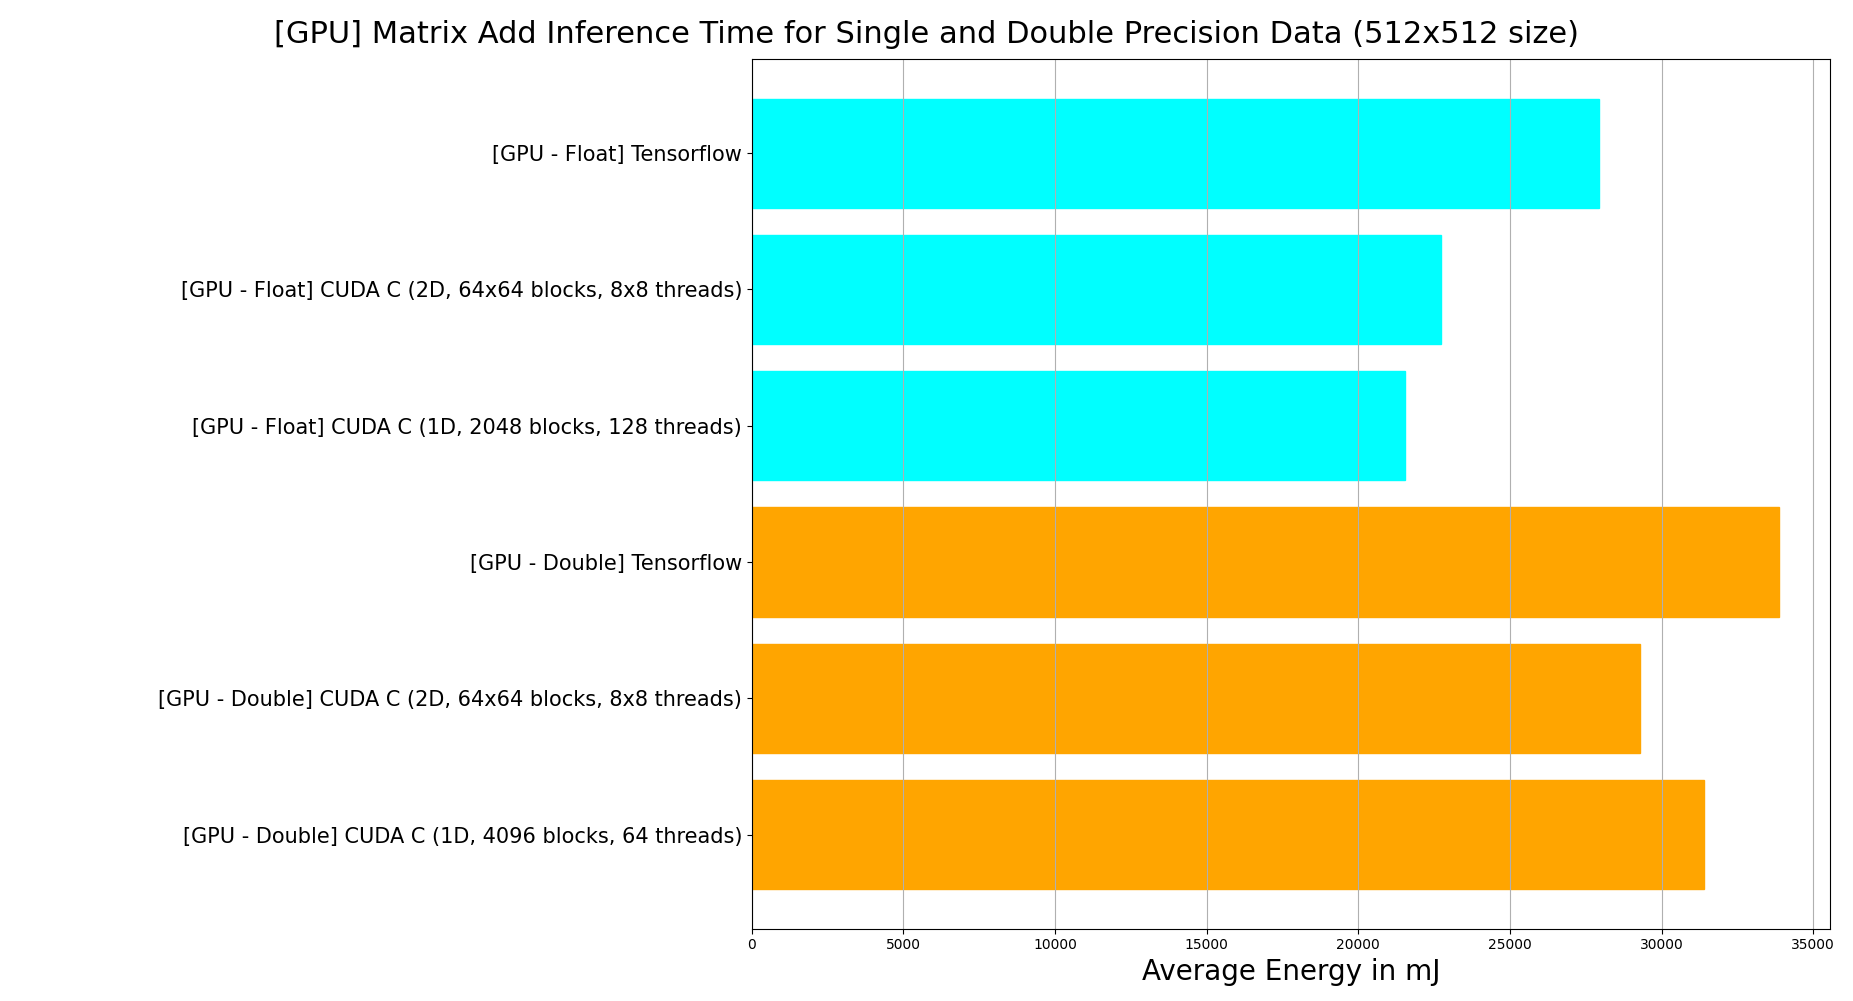 [GPU] Matrix Add Inference Time for Single and Double Precision Data (512x512 size)
[GPU - Float] Tensorflow
[GPU - Float] CUDA C (2D, 64x64 blocks, 8x8 threads)
[GPU - Float] CUDA C (1D, 2048 blocks, 128 threads)
[GPU - Double] Tensorflow
[GPU - Double] CUDA C (2D, 64x64 blocks, 8x8 threads)
[GPU - Double] CUDA C (1D, 4096 blocks, 64 threads)
0 5000 10000 15000 20000 25000 30000 35000
Average Energy in mJ